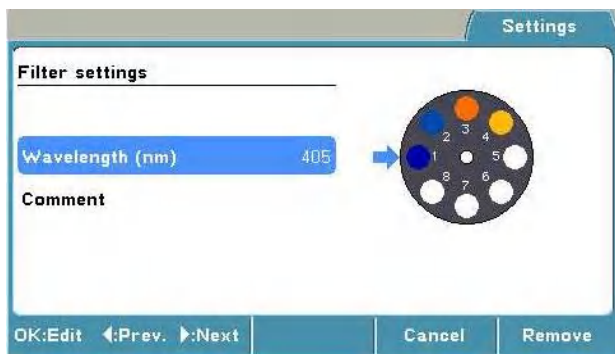 Settings
Filter settings
Wavelength (nm) 405
Comment
1
2
3
4
5
6
7
8
OK:Edit ◀:Prev. ▶:Next Cancel Remove